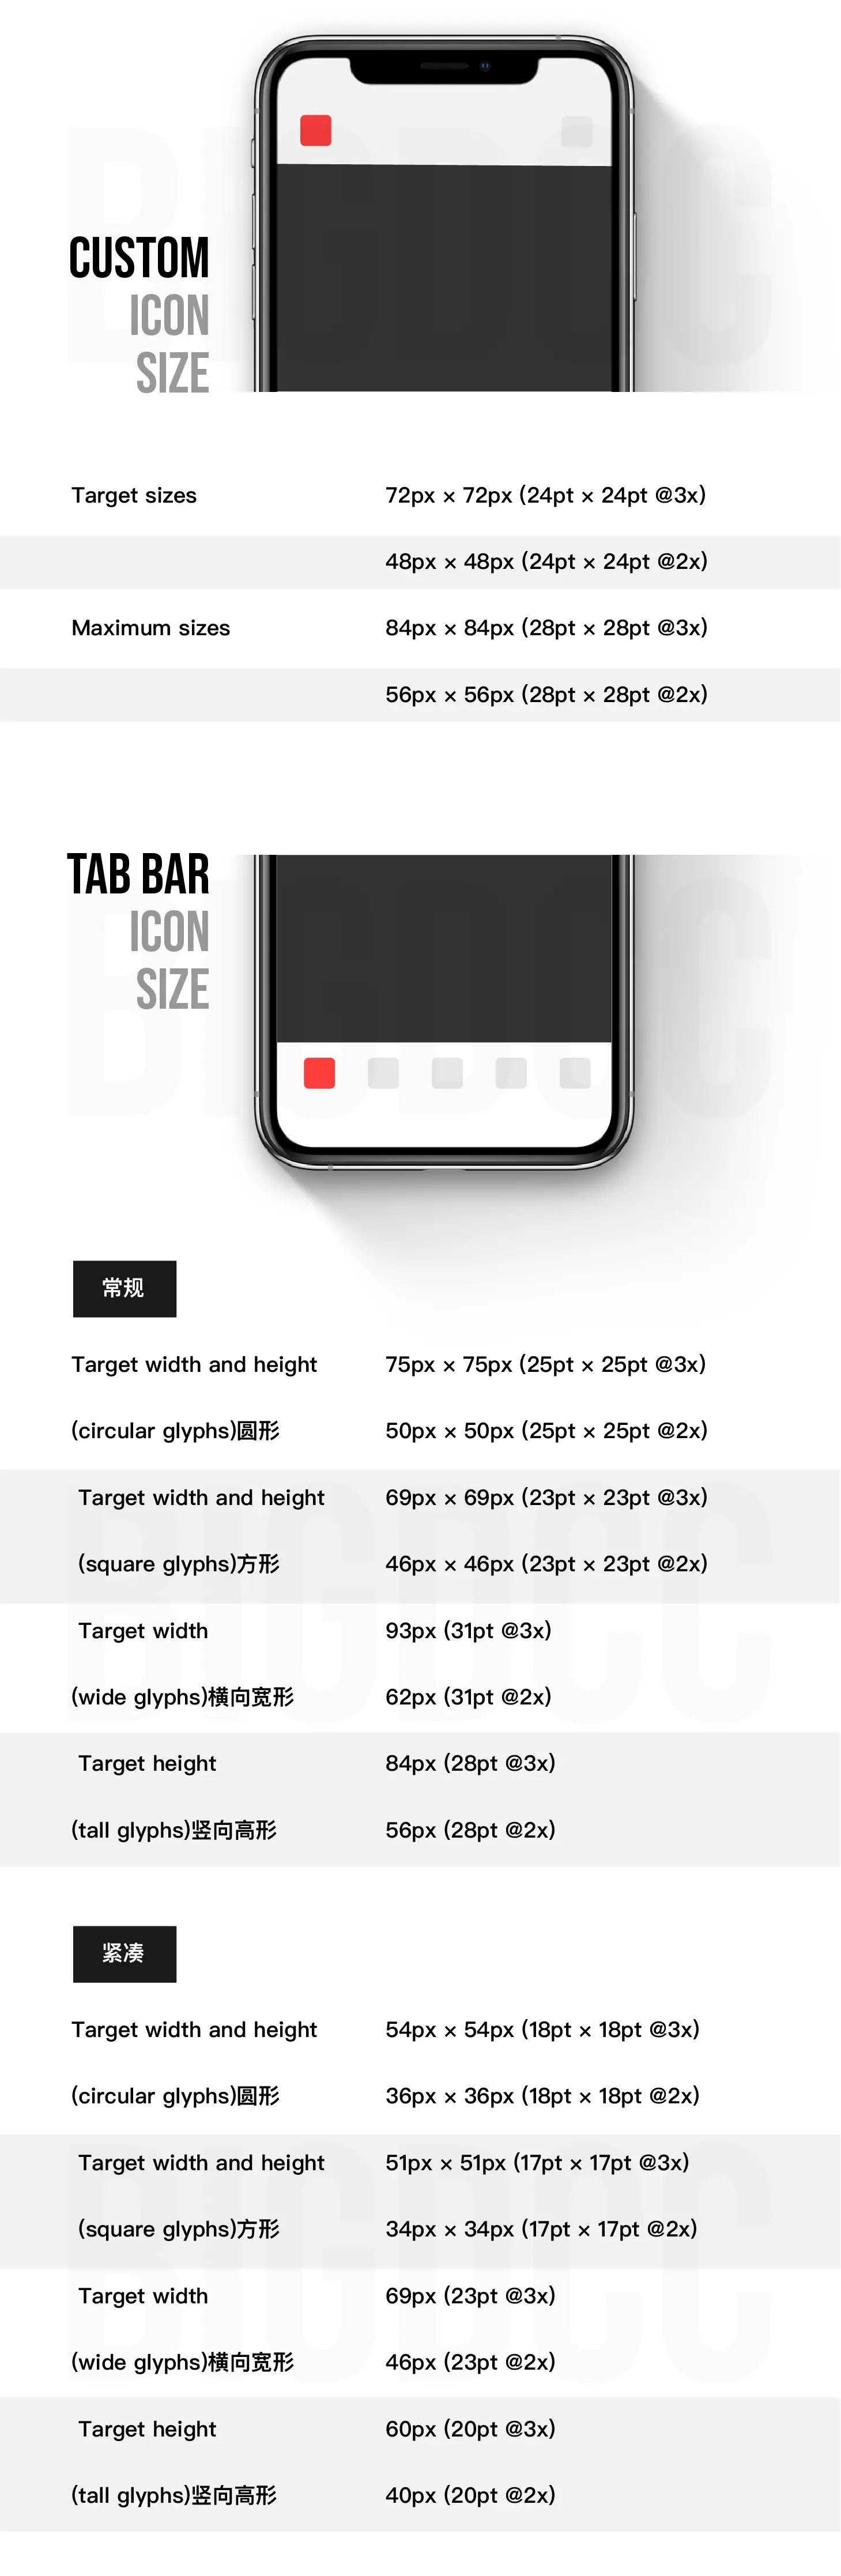 BIGDCC
CUSTOM
ICON
SIZE
Target sizes 72px × 72px (24pt × 24pt @3x)
48px × 48px (24pt × 24pt @2x)
Maximum sizes 84px × 84px (28pt × 28pt @3x)
56px × 56px (28pt × 28pt @2x)
BIGDCC
TAB BAR
ICON
SIZE
常规
Target width and height 75px × 75px (25pt × 25pt @3x)
(circular glyphs)圆形 50px × 50px (25pt × 25pt @2x)
Target width and height 69px × 69px (23pt × 23pt @3x)
(square glyphs)方形 46px × 46px (23pt × 23pt @2x)
BIGDCC
Target width 93px (31pt @3x)
(wide glyphs)横向宽形 62px (31pt @2x)
Target height 84px (28pt @3x)
(tall glyphs)竖向高形 56px (28pt @2x)
紧凑
Target width and height 54px × 54px (18pt × 18pt @3x)
(circular glyphs)圆形 36px × 36px (18pt × 18pt @2x)
Target width and height 51px × 51px (17pt × 17pt @3x)
(square glyphs)方形 34px × 34px (17pt × 17pt @2x)
BIGDCC
Target width 69px (23pt @3x)
(wide glyphs)横向宽形 46px (23pt @2x)
Target height 60px (20pt @3x)
(tall glyphs)竖向高形 40px (20pt @2x)